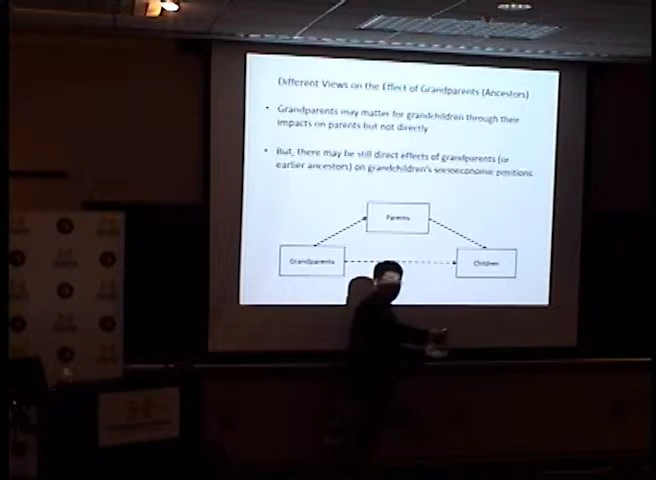 Different Views on the Effect of Grandparents (Ancestors)
• Grandparents may matter for grandchildren through their
impacts on parents but not directly
• But, there may be still direct effects of grandparents (or
earlier ancestors) on grandchildren's socioeconomic positions
Parents
Grandparents
Children